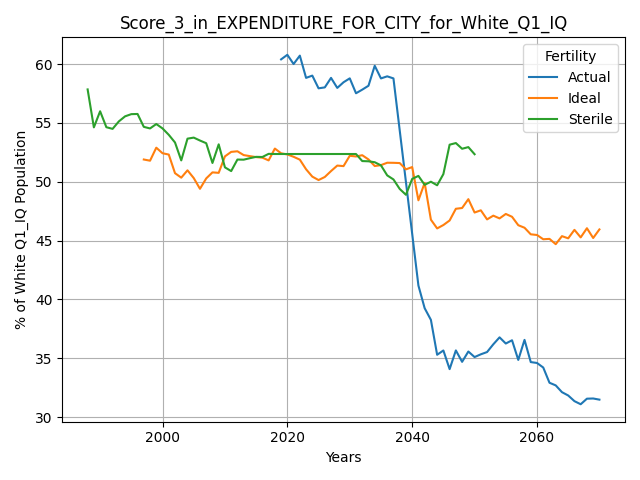 Score_3_in_EXPENDITURE_FOR_CITY_for_White_Q1_IQ
Fertility
Actual
Ideal
Sterile
% of White Q1_IQ Population
60
55
50
45
40
35
30
2000
2020
2040
2060
Years